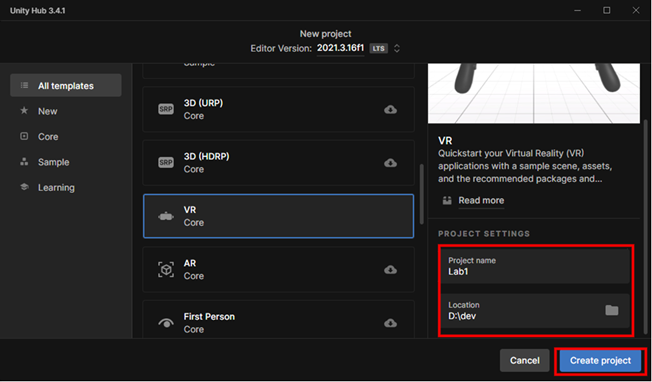 Unity Hub 3.4.1
New project
Editor Version: 2021.3.16f1 LTS
All templates
New
Core
Sample
Learning
Sample
SRP
3D (URP)
Core
SRP
3D (HDRP)
Core
VR
Core
AR
Core
First Person
Core
VR
Quickstart your Virtual Reality (VR)
applications with a sample scene, assets,
and the recommended packages and...
Read more
PROJECT SETTINGS
Project name
Lab1
Location
D:\dev
Cancel
Create project